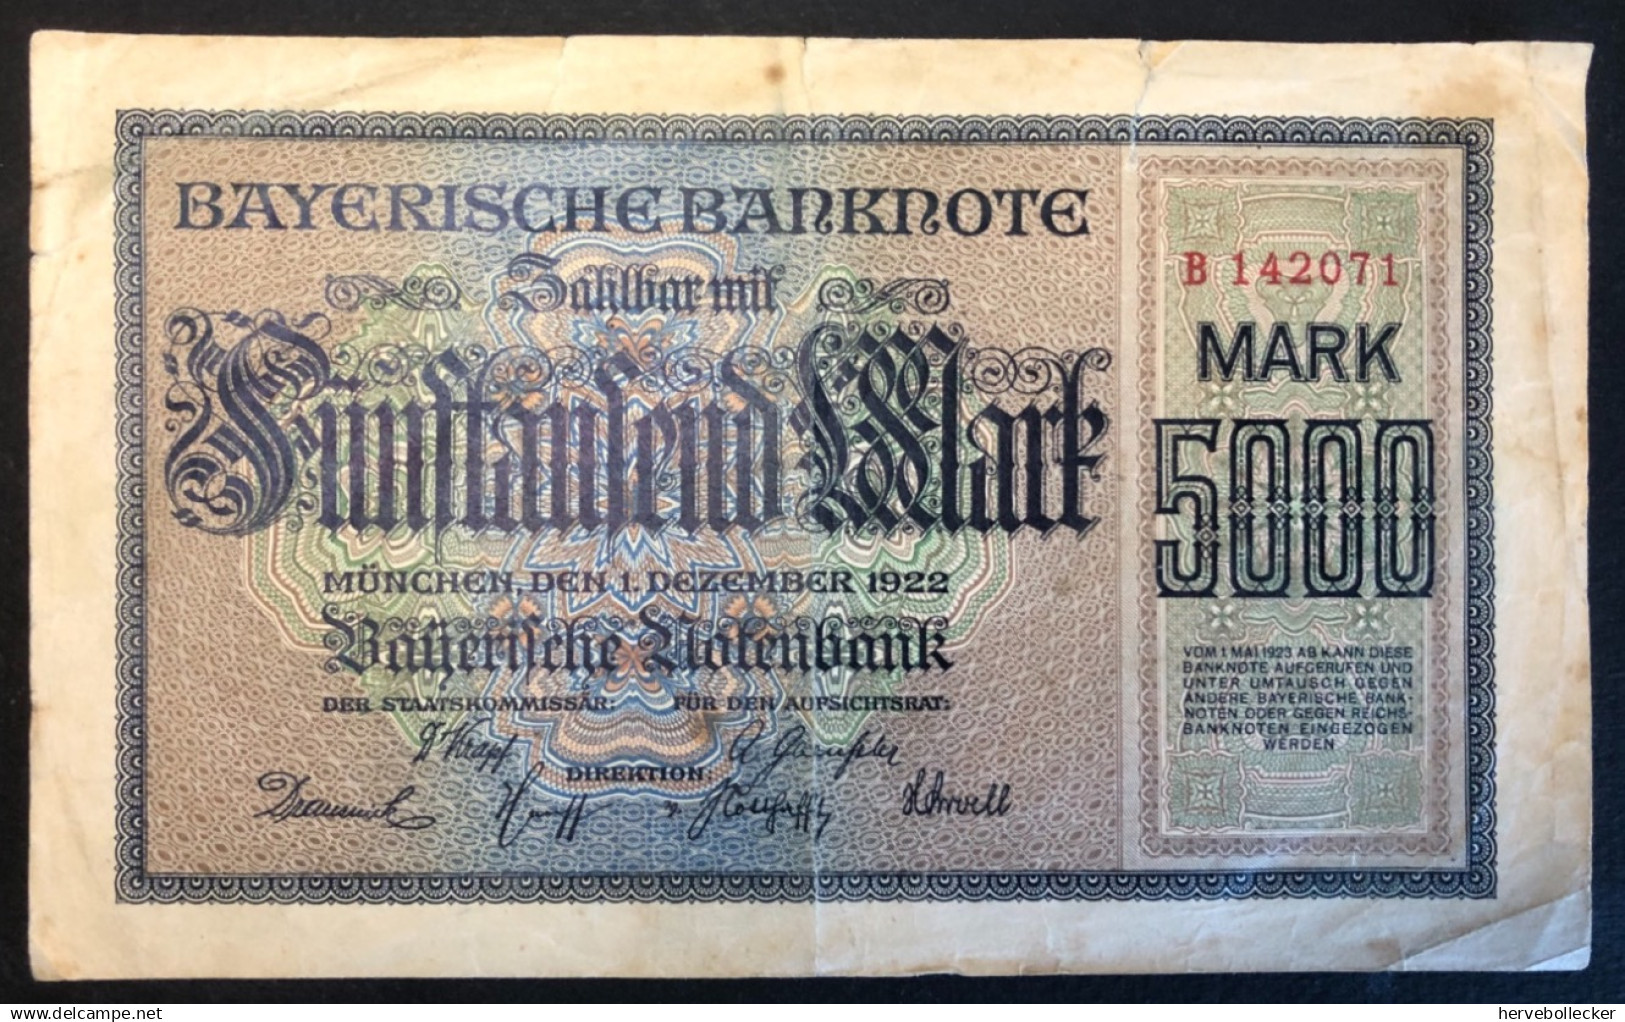 BAYERISCHE BANKNOTE
Zahlbar mit
Fünftausend Mark
MÜNCHEN, DEN 1. DEZEMBER 1922
Bayerische Notenbank
DER STAATSKOMMISSÄR: FÜR DEN AUFSICHTSRAT:
DIREKTION:
B 142071
MARK
5000
VOM 1. MAI 1923 AB KANN DIESE
BANKNOTE AUFGERUFEN UND
UNTER UMTAUSCH GEGEN
ANDERE BAYERISCHE BANK-
NOTEN ODER GEGEN REICHS-
BANKNOTEN EINGEZOGEN
WERDEN
delcampe.net
hervebollecker